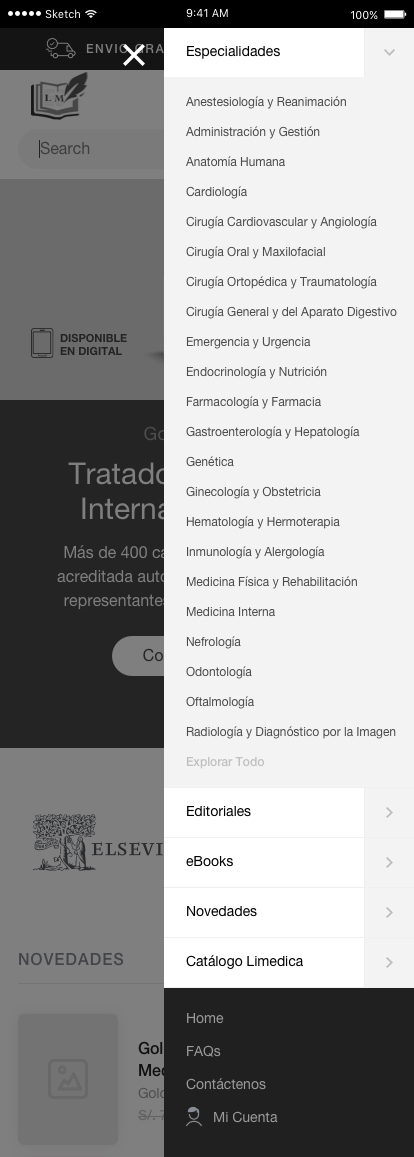 Sketch
9:41 AM
100%
ENVIO GRA
Especialidades
L M
Search
Anestesiología y Reanimación
Administración y Gestión
Anatomía Humana
Cardiología
Cirugía Cardiovascular y Angiología
Cirugía Oral y Maxilofacial
Cirugía Ortopédica y Traumatología
Cirugía General y del Aparato Digestivo
Emergencia y Urgencia
Endocrinología y Nutrición
Farmacología y Farmacia
Gastroenterología y Hepatología
Genética
Ginecología y Obstetricia
Hematología y Hermoterapia
Inmunología y Alergología
Medicina Física y Rehabilitación
Medicina Interna
Nefrología
Odontología
Oftalmología
Radiología y Diagnóstico por la Imagen
Explorar Todo
Editoriales
eBooks
Novedades
Catálogo Limedica
Home
FAQs
Contáctenos
Mi Cuenta
DISPONIBLE
EN DIGITAL
Go
Tratado
Interna
Más de 400 ca
acreditada auto
representantes
Co
ELSEVI
NOVEDADES
Gol
Med
Gold
S/.